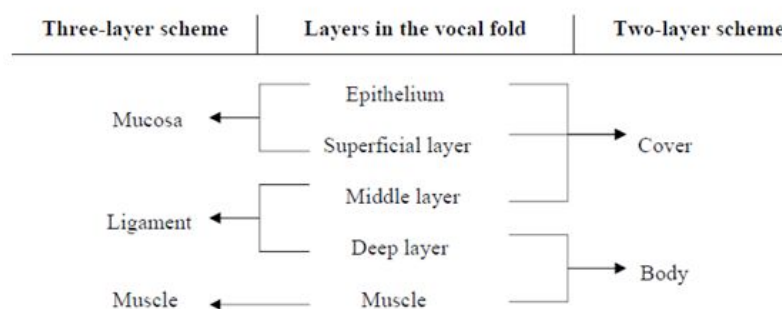 Three-layer scheme Layers in the vocal fold Two-layer scheme
Epithelium
Mucosa
Superficial layer Cover
Middle layer
Ligament
Deep layer
Body
Muscle Muscle